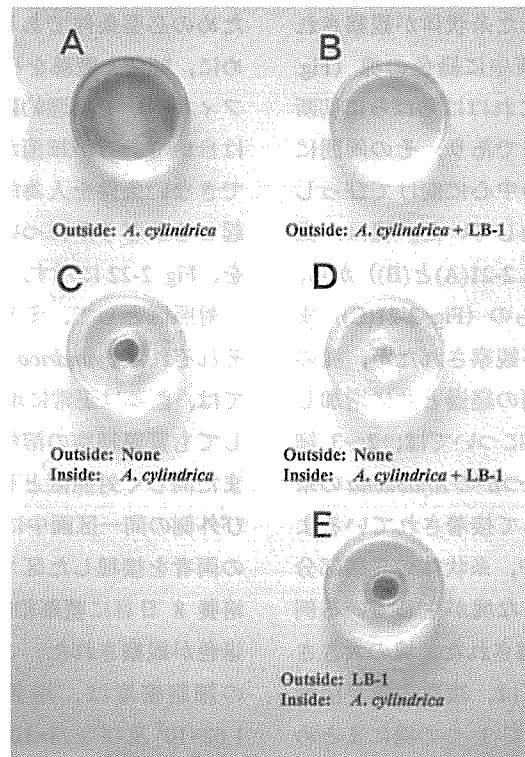 A
B
Outside: A. cylindrica
Outside: A. cylindrica + LB-1
C
D
Outside: None
Inside: A. cylindrica
Outside: None
Inside: A. cylindrica + LB-1
E
Outside: LB-1
Inside: A. cylindrica